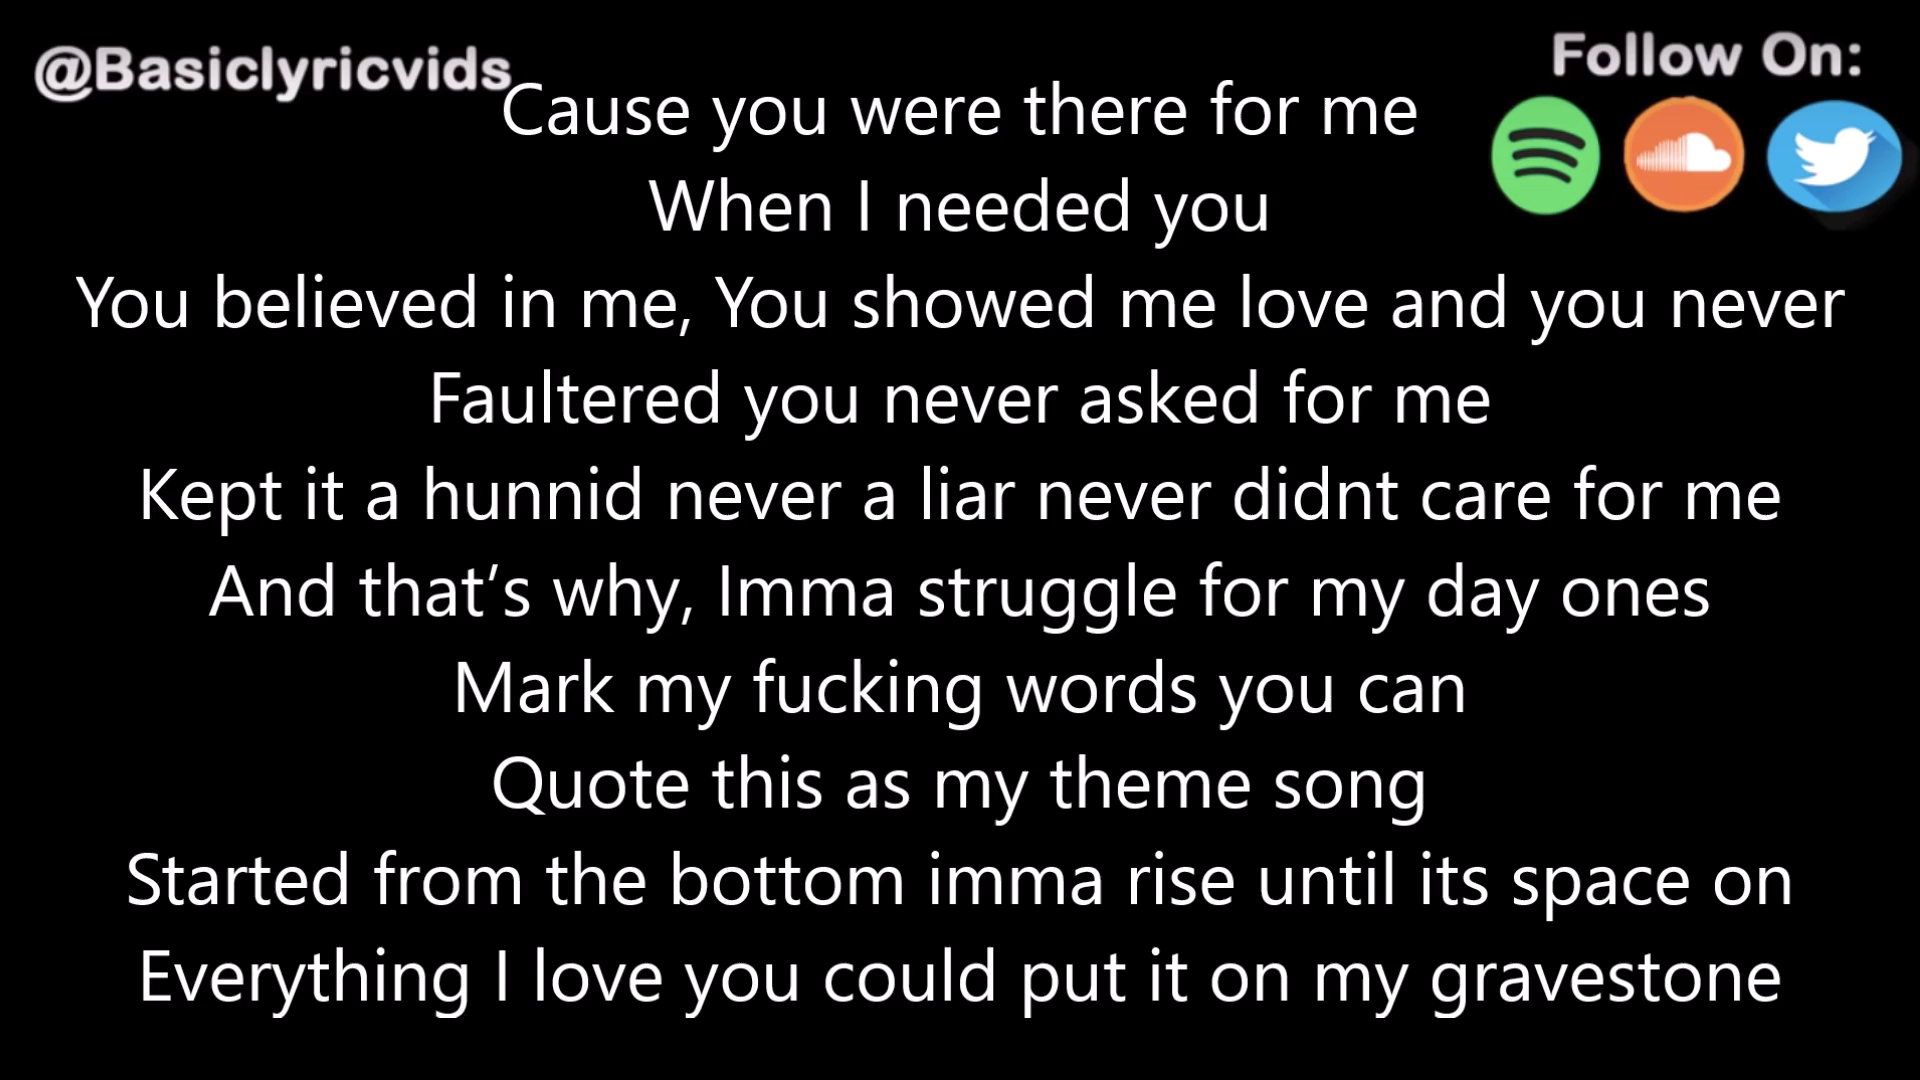 @Basiclyricvids
Follow On:
Cause you were there for me
When I needed you
You believed in me, You showed me love and you never
Faultered you never asked for me
Kept it a hunnid never a liar never didnt care for me
And that’s why, Imma struggle for my day ones
Mark my fucking words you can
Quote this as my theme song
Started from the bottom imma rise until its space on
Everything I love you could put it on my gravestone